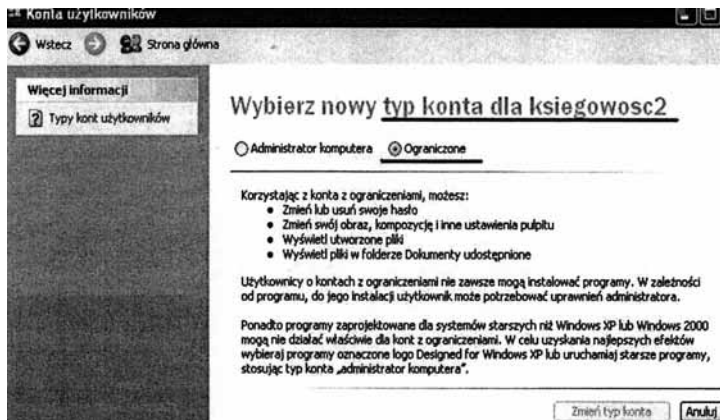 Konta użytkowników
Wstecz Strona główna
Więcej informacji
Typy kont użytkowników
Wybierz nowy typ konta dla ksiegowosc2
Administrator komputera Ograniczone
Korzystając z konta z ograniczeniami, możesz:
• Zmień lub usuń swoje hasło
• Zmień swój obraz, kompozycję i inne ustawienia pulpitu
• Wyświetl utworzone pliki
• Wyświetl pliki w folderze Dokumenty udostępnione
Użytkownicy o kontach z ograniczeniami nie zawsze mogą instalować programy. W zależności
od programu, do jego instalacji użytkownik może potrzebować uprawnień administratora.
Ponadto programy zaprojektowane dla systemów starszych niż Windows XP lub Windows 2000
mogą nie działać właściwie dla kont z ograniczeniami. W celu uzyskania najlepszych efektów
wybieraj programy oznaczone logo Designed for Windows XP lub uruchamiaj starsze programy,
stosując typ konta „administrator komputera”.
Zmień typ konta Anuluj